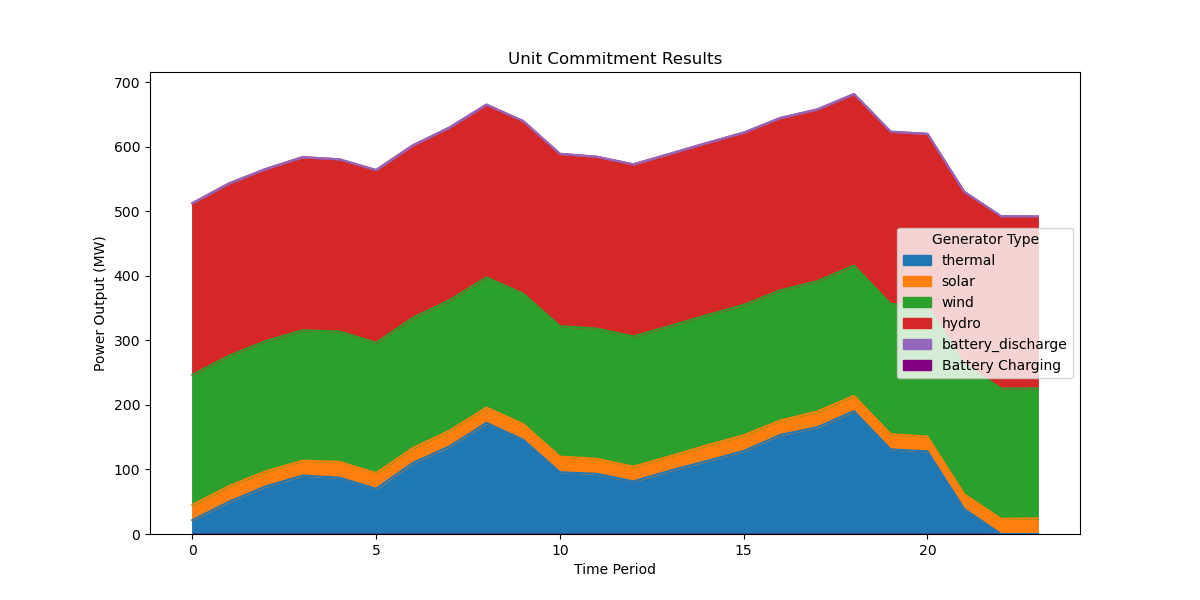 Unit Commitment Results
Power Output (MW)
700
600
500
400
300
200
100
0
Generator Type
thermal
solar
wind
hydro
battery_discharge
Battery Charging
0 5 10 15 20
Time Period